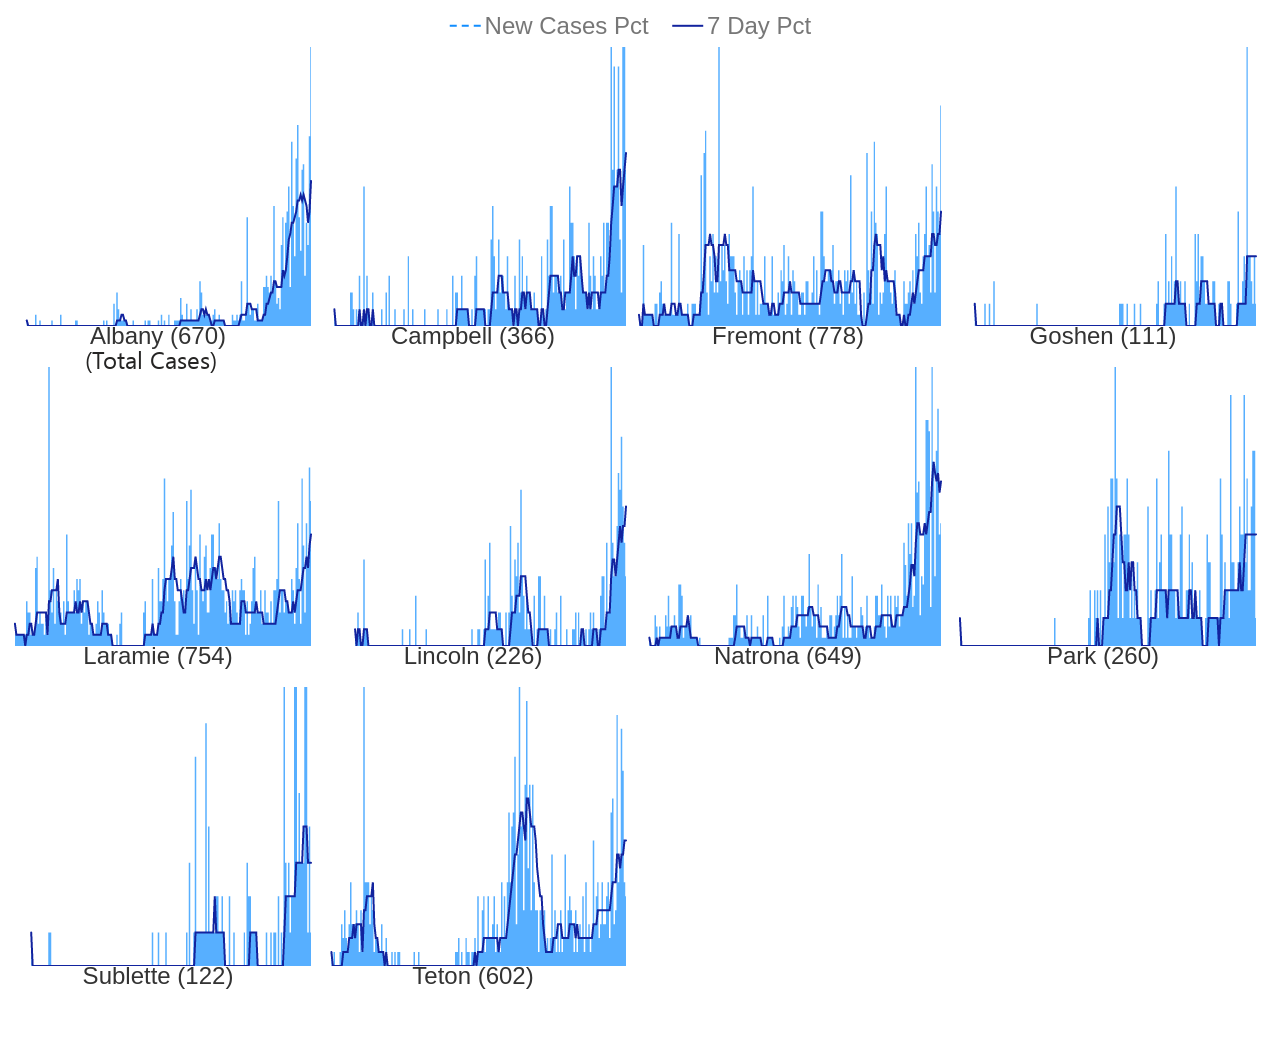 New Cases Pct 7 Day Pct
Albany (670) Campbell (366) Fremont (778) Goshen (111)
(Total Cases)
Laramie (754) Lincoln (226) Natrona (649) Park (260)
Sublette (122) Teton (602)